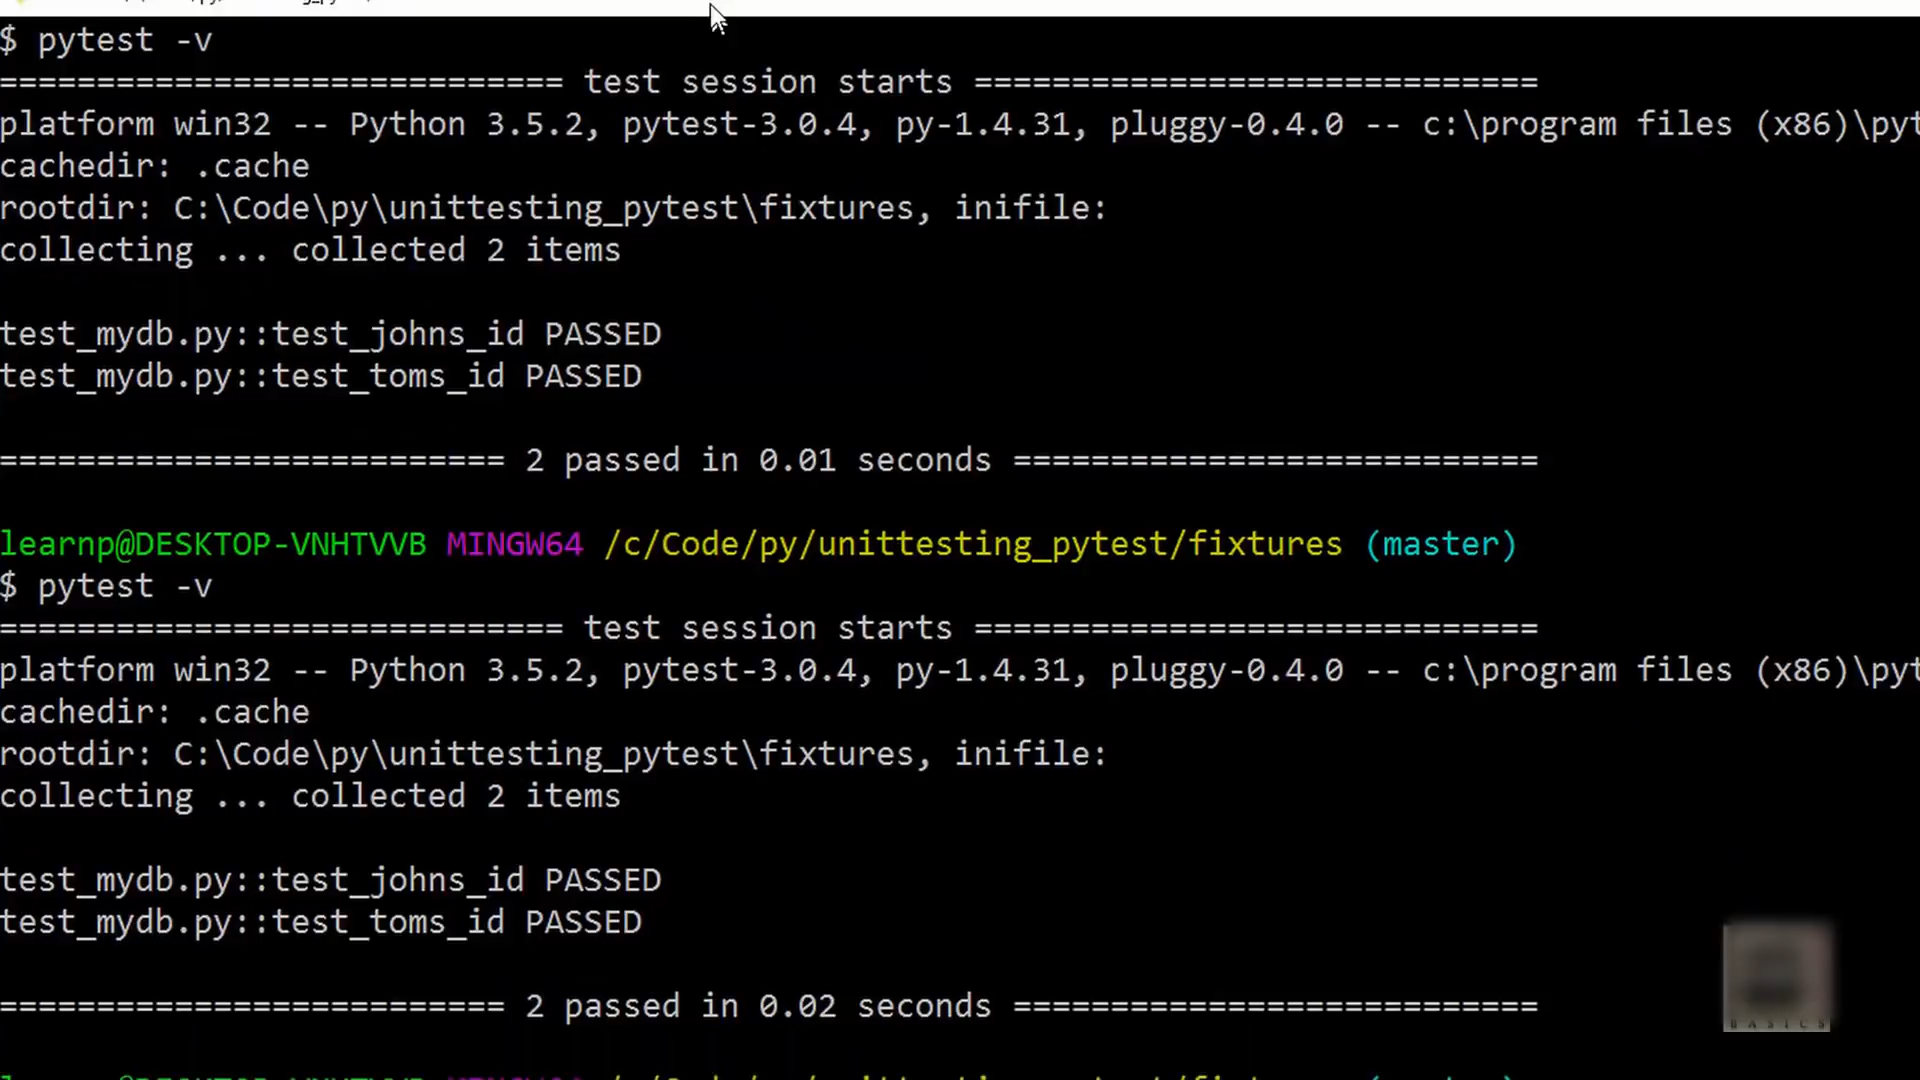 $ pytest -v
============================= test session starts =============================
platform win32 -- Python 3.5.2, pytest-3.0.4, py-1.4.31, pluggy-0.4.0 -- c:\program files (x86)\pyt
cachedir: .cache
rootdir: C:\Code\py\unittesting_pytest\fixtures, inifile:
collecting ... collected 2 items
test_mydb.py::test_johns_id PASSED
test_mydb.py::test_toms_id PASSED
========================== 2 passed in 0.01 seconds ===========================
learnp@DESKTOP-VNHTVVB MINGW64 /c/Code/py/unittesting_pytest/fixtures (master)
$ pytest -v
============================= test session starts =============================
platform win32 -- Python 3.5.2, pytest-3.0.4, py-1.4.31, pluggy-0.4.0 -- c:\program files (x86)\pyt
cachedir: .cache
rootdir: C:\Code\py\unittesting_pytest\fixtures, inifile:
collecting ... collected 2 items
test_mydb.py::test_johns_id PASSED
test_mydb.py::test_toms_id PASSED
========================== 2 passed in 0.02 seconds ===========================
BASICS